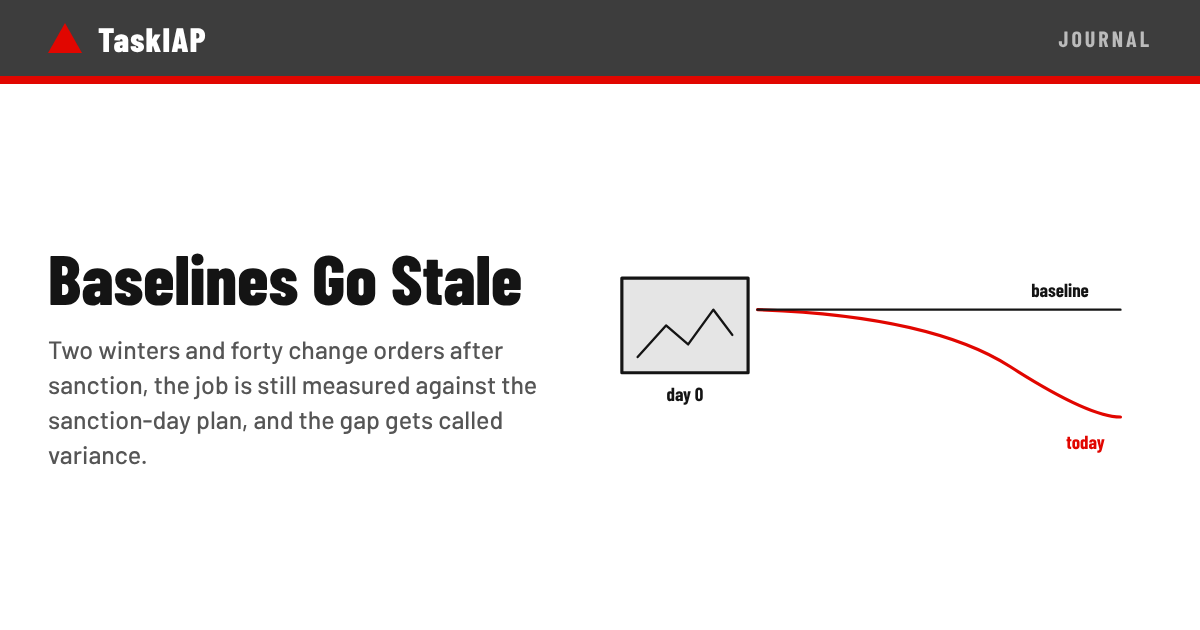 TaskIAP
JOURNAL
Baselines Go Stale
Two winters and forty change orders after
sanction, the job is still measured against the
sanction-day plan, and the gap gets called
variance.
baseline
day 0
today